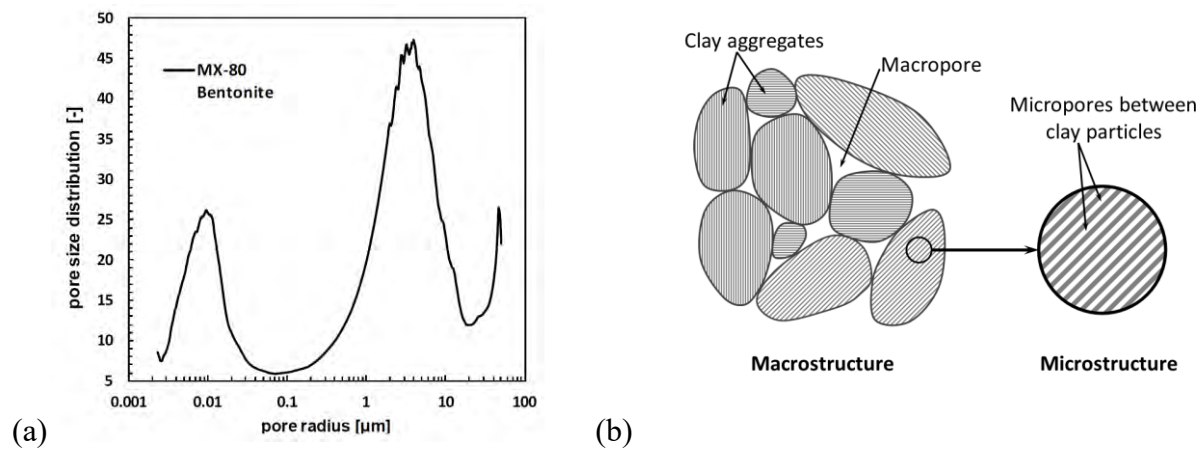 50
45
40
35
30
25
20
15
10
5
pore size distribution [-]
MX-80
Bentonite
0.001 0.01 0.1 1 10 100
pore radius [µm]
(a)
Clay aggregates
Macropore
Micropores between
clay particles
Macrostructure
Microstructure
(b)